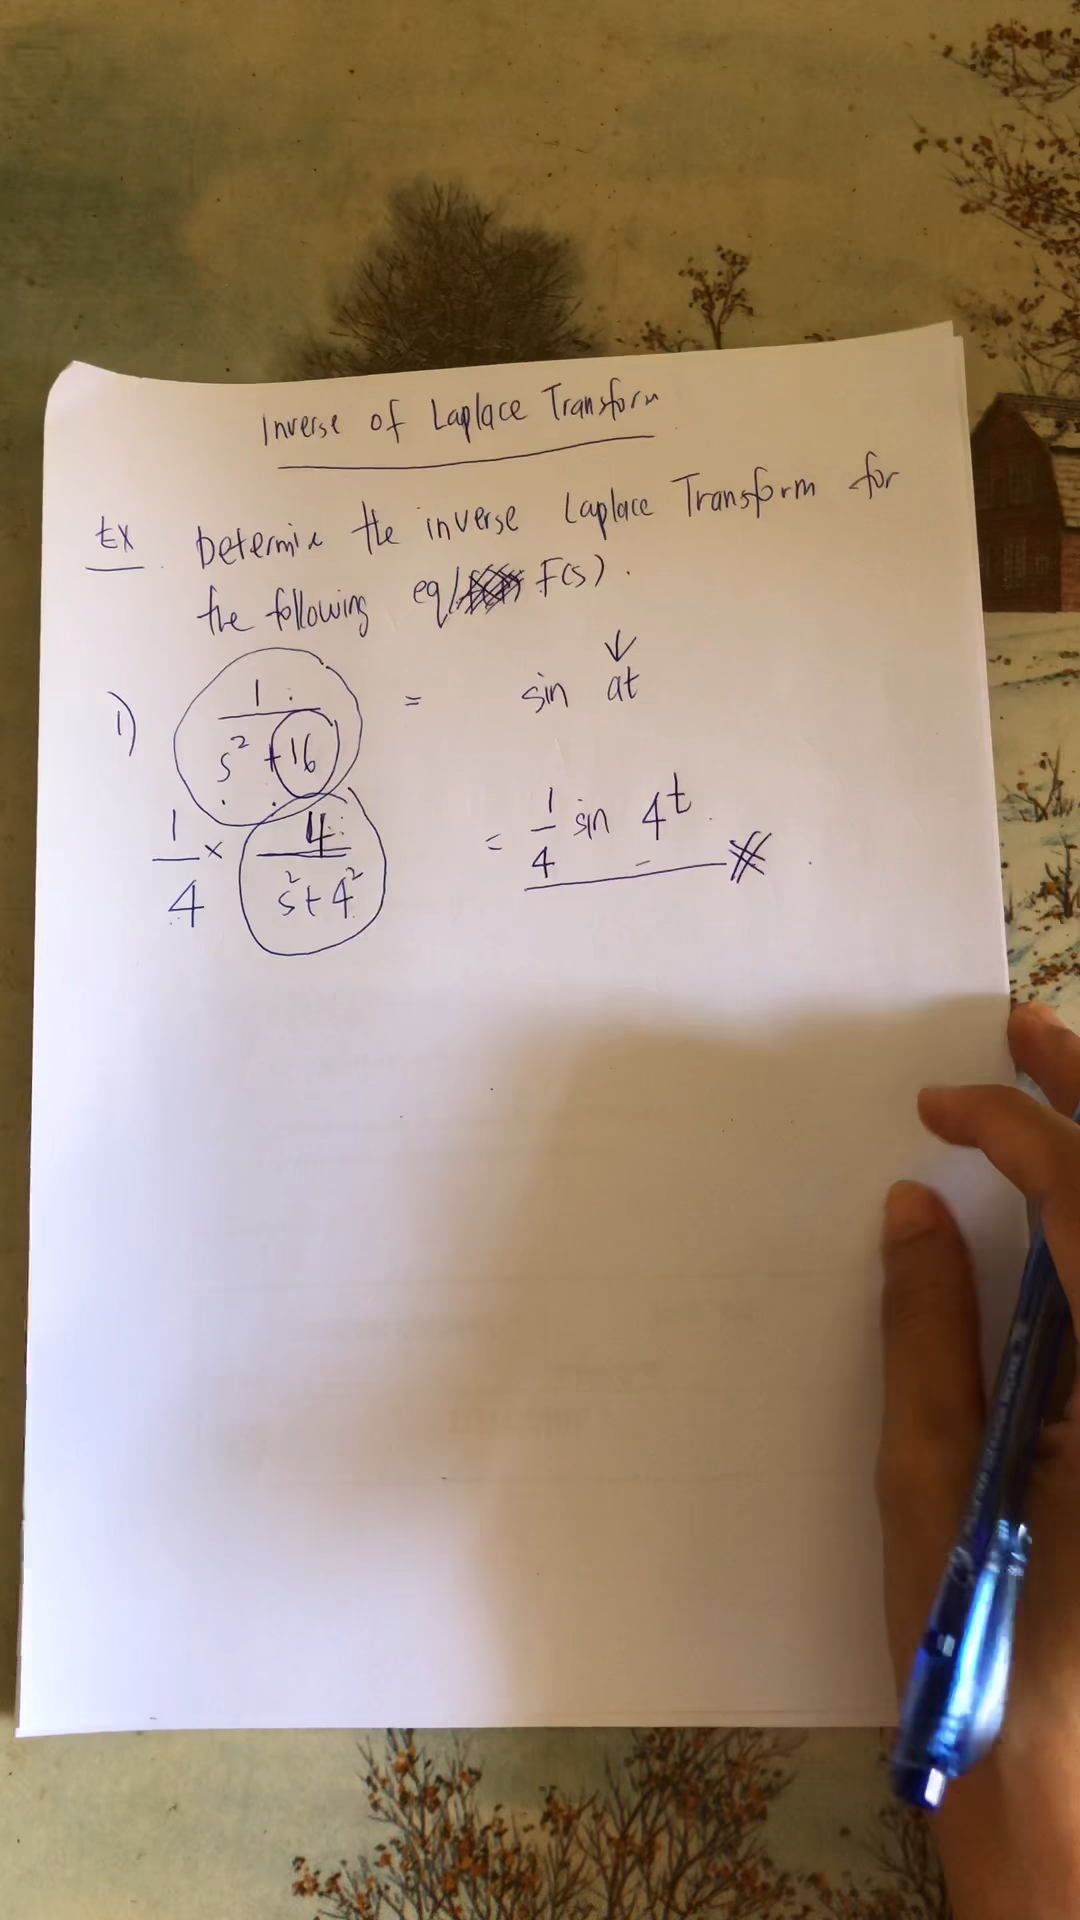 Inverse of Laplace Transform
Ex Determine the inverse Laplace Transform for
the following eq/ F(s).
1) 1 / s² + 16 = sin at
1/4 × 4 / s² + 4² = 1/4 sin 4t